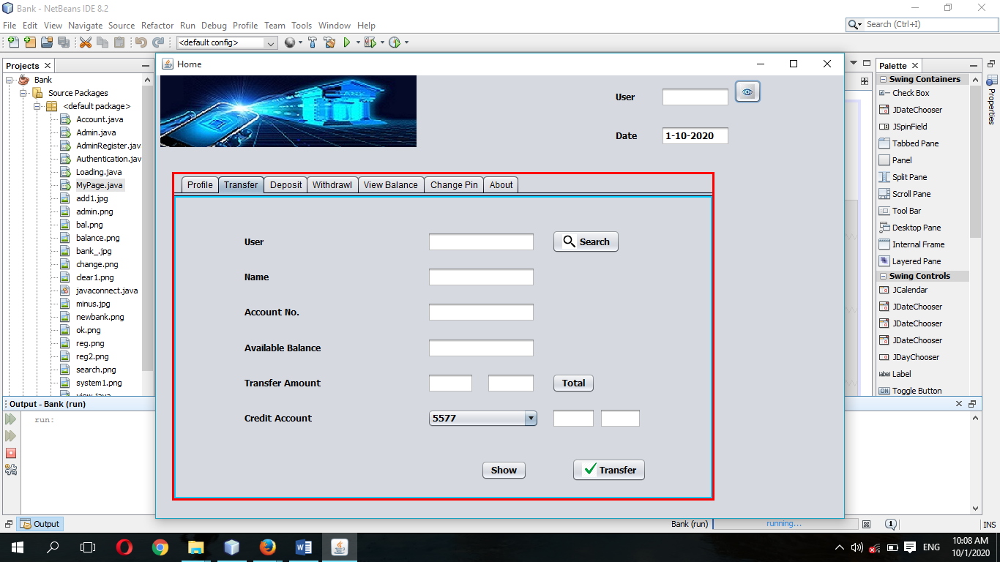 Bank - NetBeans IDE 8.2
File Edit View Navigate Source Refactor Run Debug Profile Team Tools Window Help
Search (Ctrl+I)
<default config>
Projects
Bank
Source Packages
<default package>
Account.java
Admin.java
AdminRegister.jav
Authentication.jav
Loading.java
MyPage.java
add1.jpg
admin.png
bal.png
balance.png
bank_.jpg
change.png
clear1.png
javaconnect.java
minus.jpg
newbank.png
ok.png
reg.png
reg2.png
search.png
system1.png
view.java
Home
User
Date 1-10-2020
Profile Transfer Deposit Withdrawl View Balance Change Pin About
User Search
Name
Account No.
Available Balance
Transfer Amount Total
Credit Account 5577
Show Transfer
Palette
Swing Containers
Check Box
JDateChooser
JSpinField
Tabbed Pane
Panel
Split Pane
Scroll Pane
Tool Bar
Desktop Pane
Internal Frame
Layered Pane
Swing Controls
JCalendar
JDateChooser
JDateChooser
JDateChooser
JDayChooser
label Label
ON Toggle Button
Properties
Output - Bank (run)
run:
Output
Bank (run) running... 1 INS
ENG
10:08 AM
10/1/2020